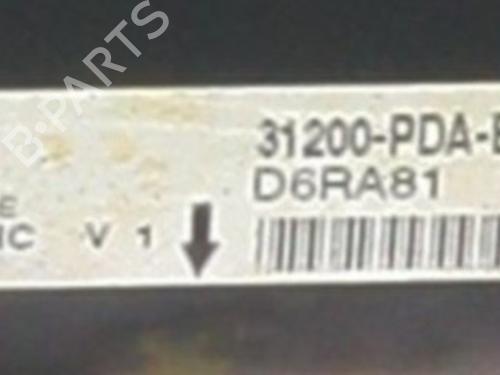 B-PARTS
31200-PDA-E
D6RA81
E
IC V 1